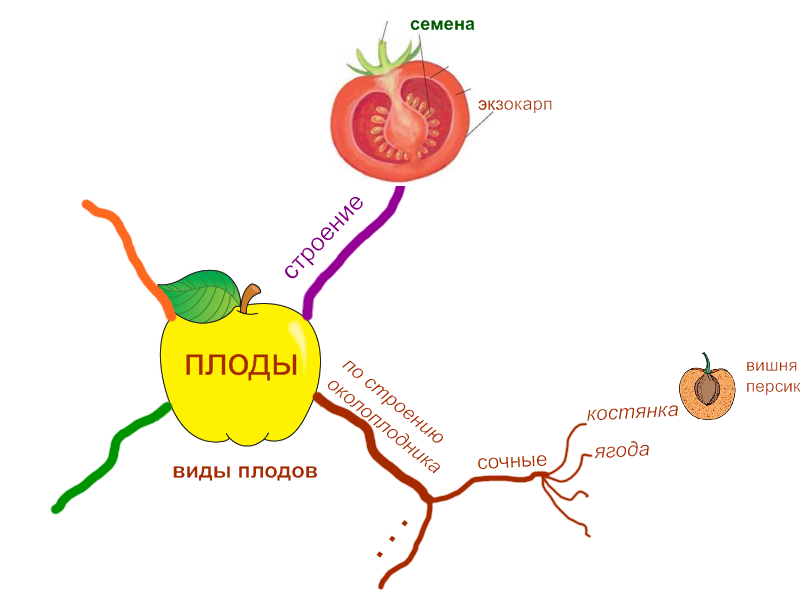 семена
экзокарп
строение
ПЛОДЫ
по строению
околоплодника
виды плодов
сочные
костянка
ягода
вишня
персик